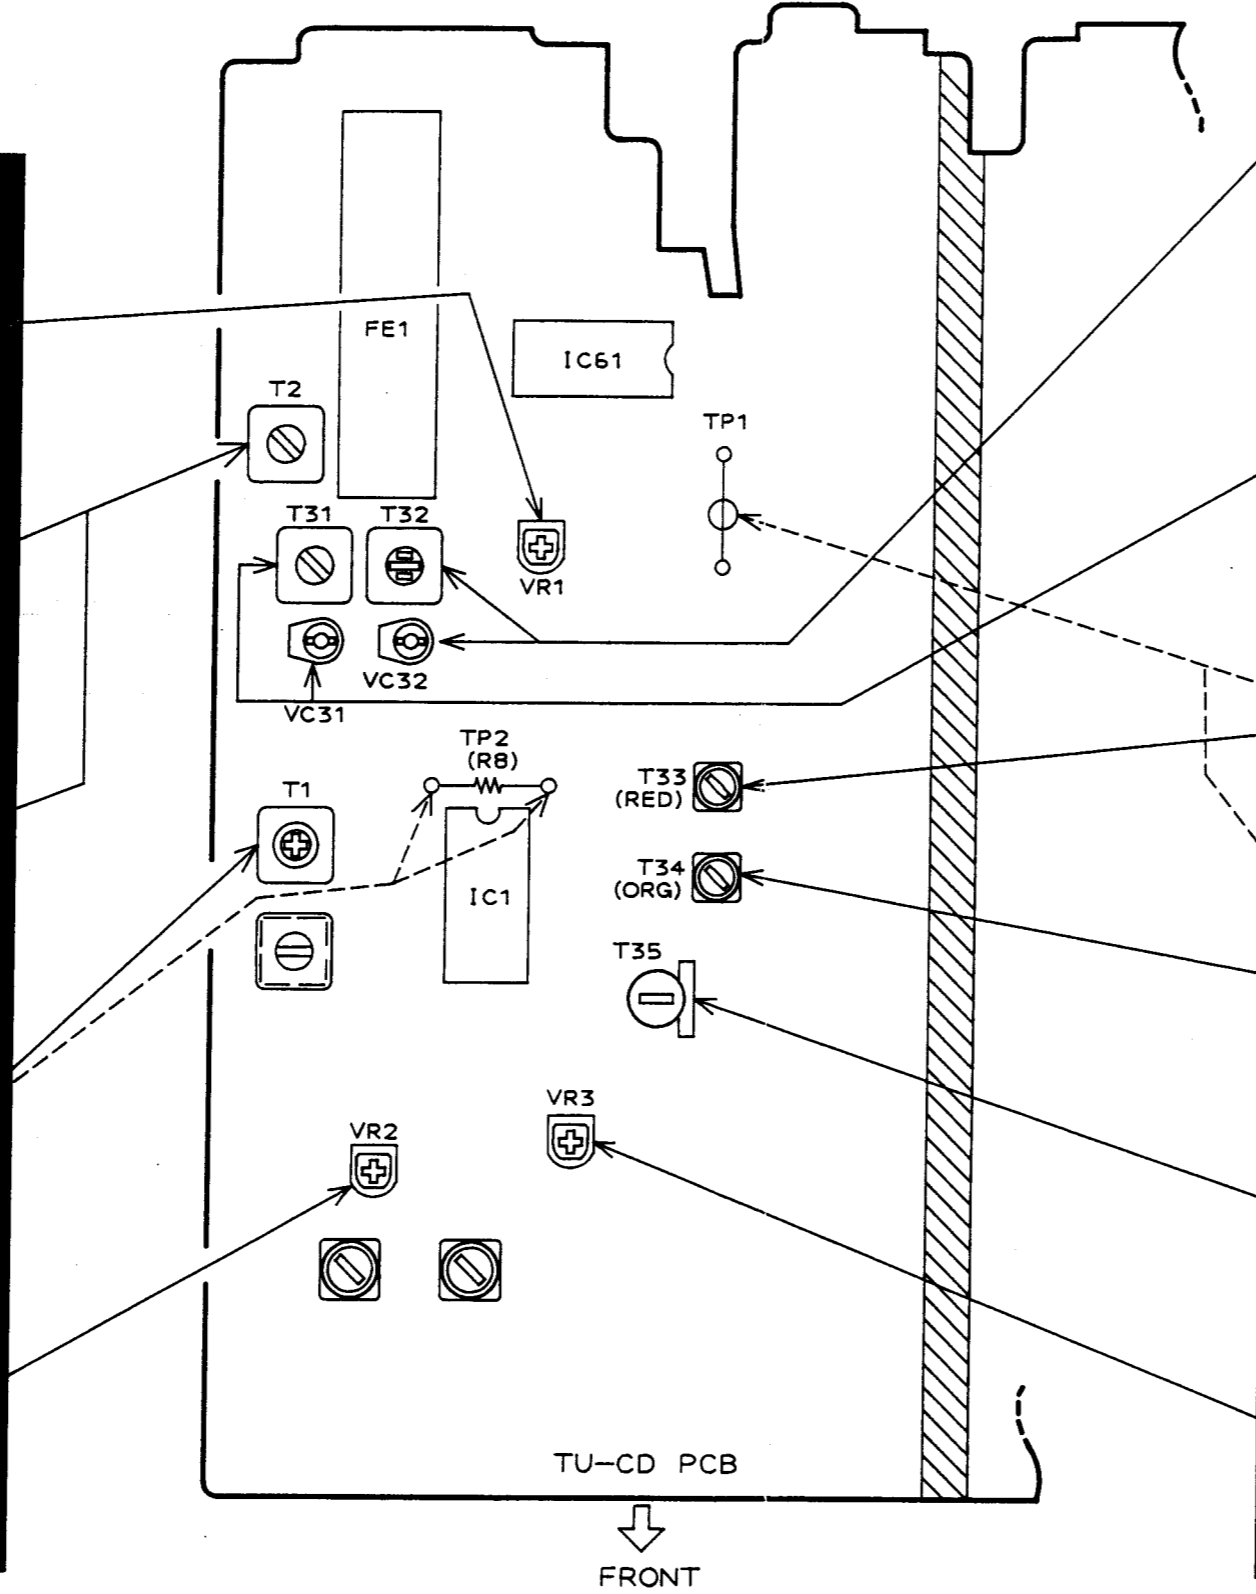 FE1
IC61
T2
TP1
T31
T32
VR1
VC32
VC31
TP2
(R8)
T33
(RED)
T1
T34
(ORG)
IC1
T35
VR3
VR2
TU-CD PCB
FRONT